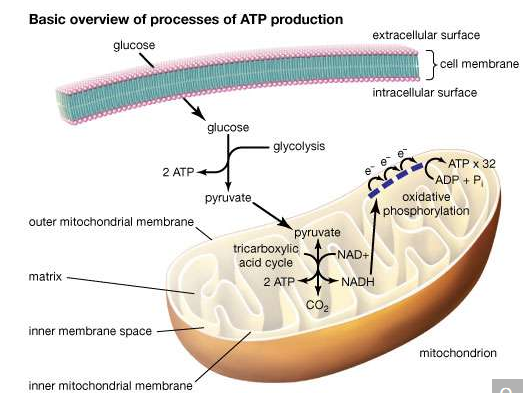 Basic overview of processes of ATP production
glucose
extracellular surface
cell membrane
intracellular surface
glucose
glycolysis
2 ATP
pyruvate
e⁻ e⁻ e⁻
ATP x 32
ADP + Pᵢ
oxidative
phosphorylation
outer mitochondrial membrane
pyruvate
tricarboxylic
acid cycle
NAD+
2 ATP
NADH
CO₂
matrix
inner membrane space
mitochondrion
inner mitochondrial membrane